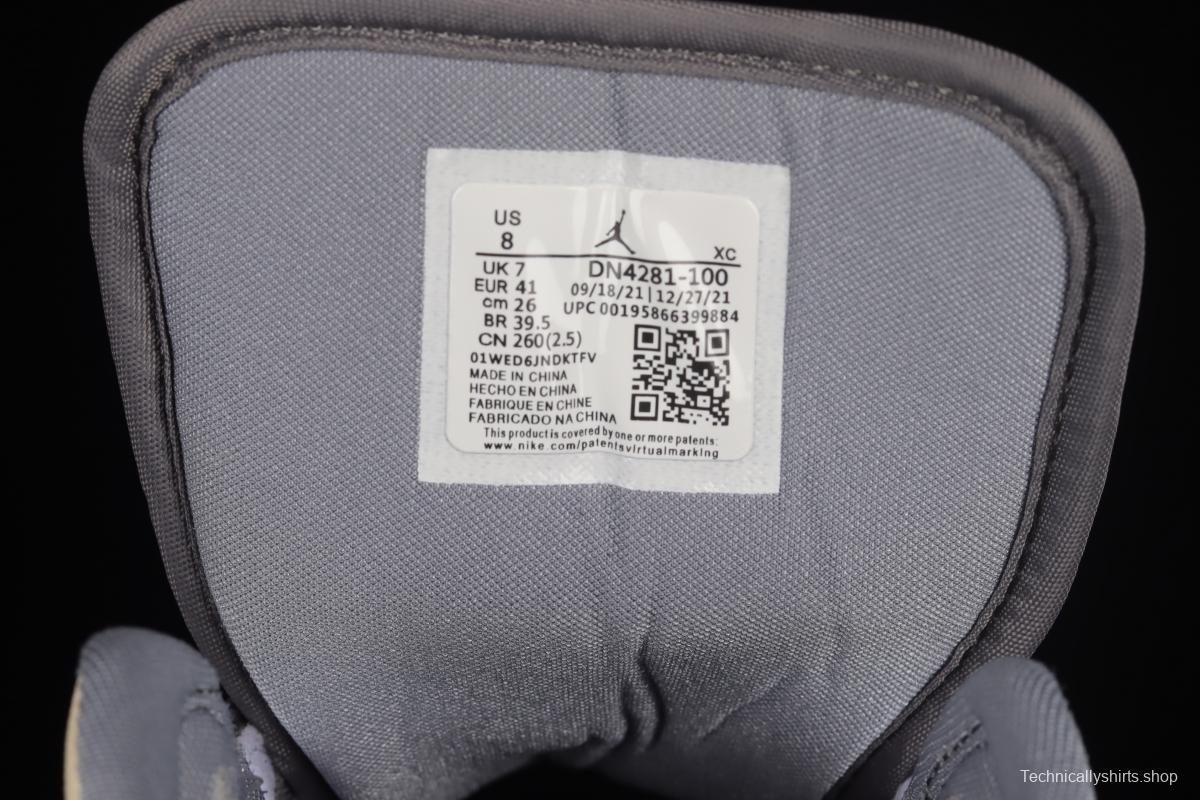 US
8
XC
UK 7
DN4281-100
EUR 41
09/18/21|12/27/21
cm 26
UPC 00195866399884
BR 39.5
CN 260(2.5)
01WED6JNDKTFV
MADE IN CHINA
HECHO EN CHINA
FABRIQUE EN CHINE
FABRICADO NA CHINA
This product is covered by one or more patents:
www.nike.com/patentsvirtualmarking
Technicallyshirts.shop